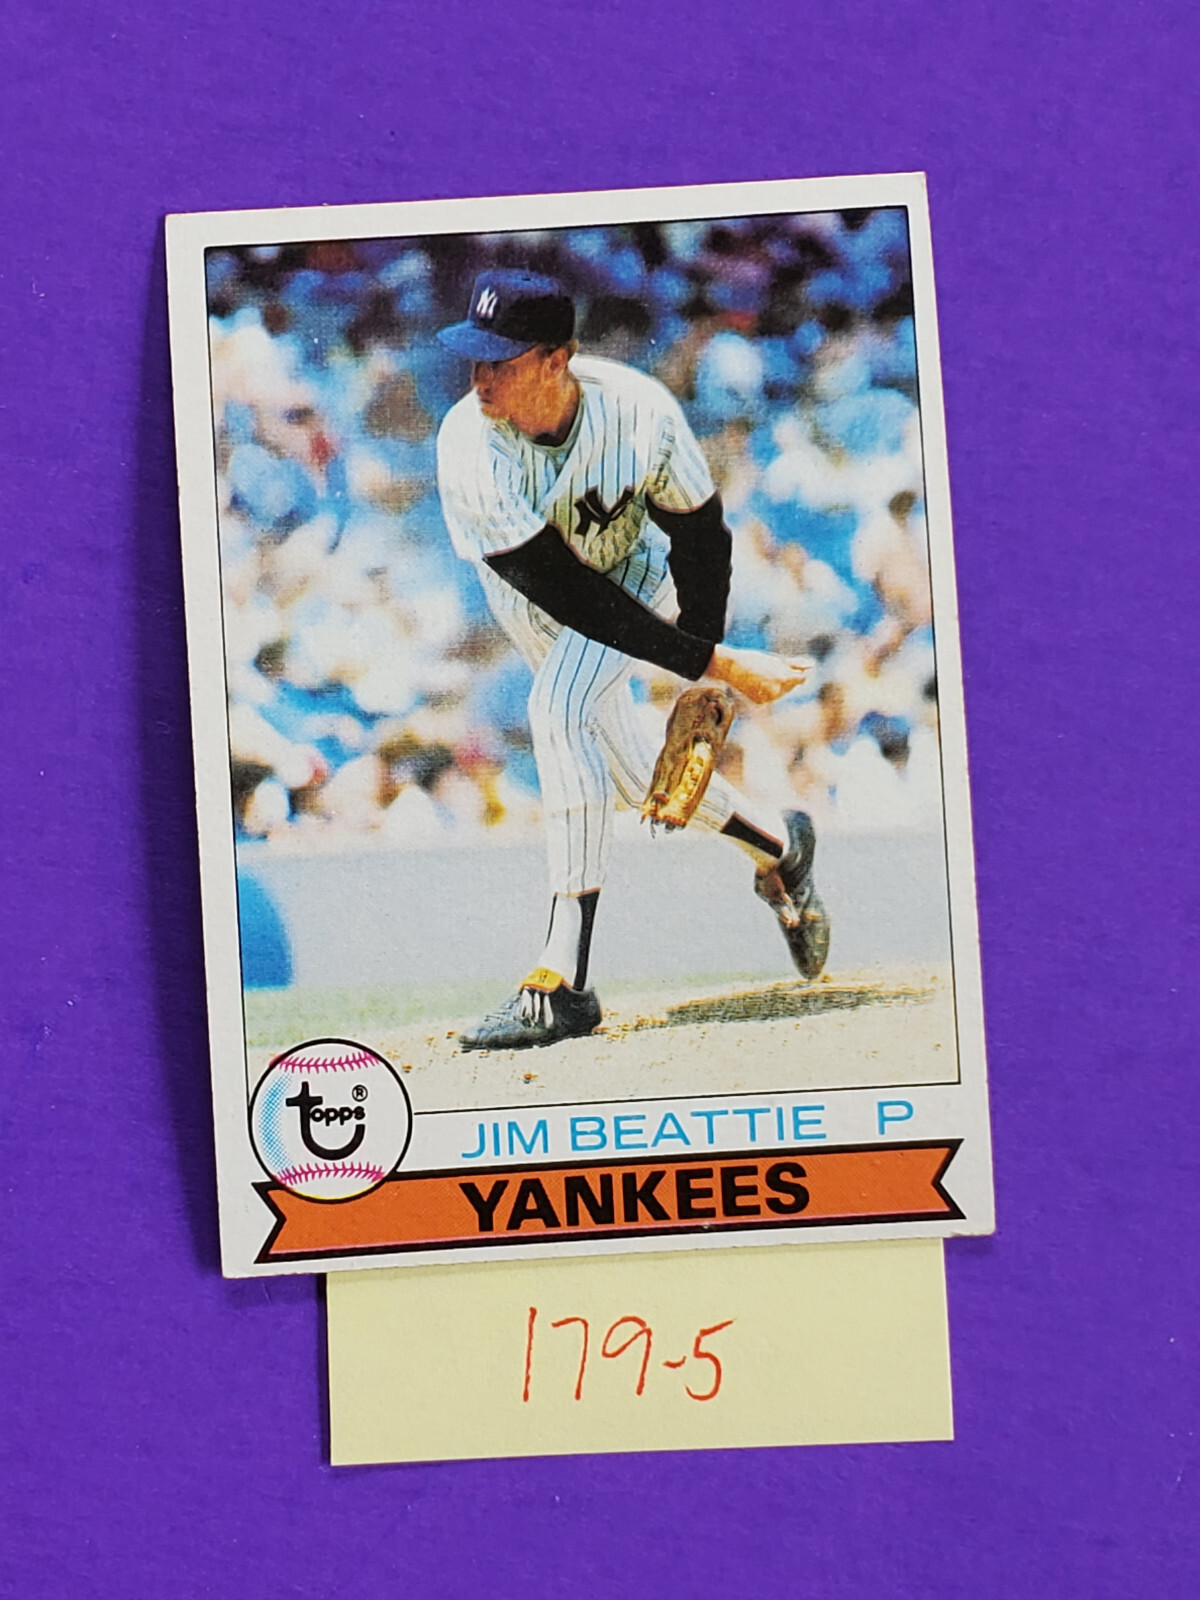 NY
NY
topps®
JIM BEATTIE P
YANKEES
179-5